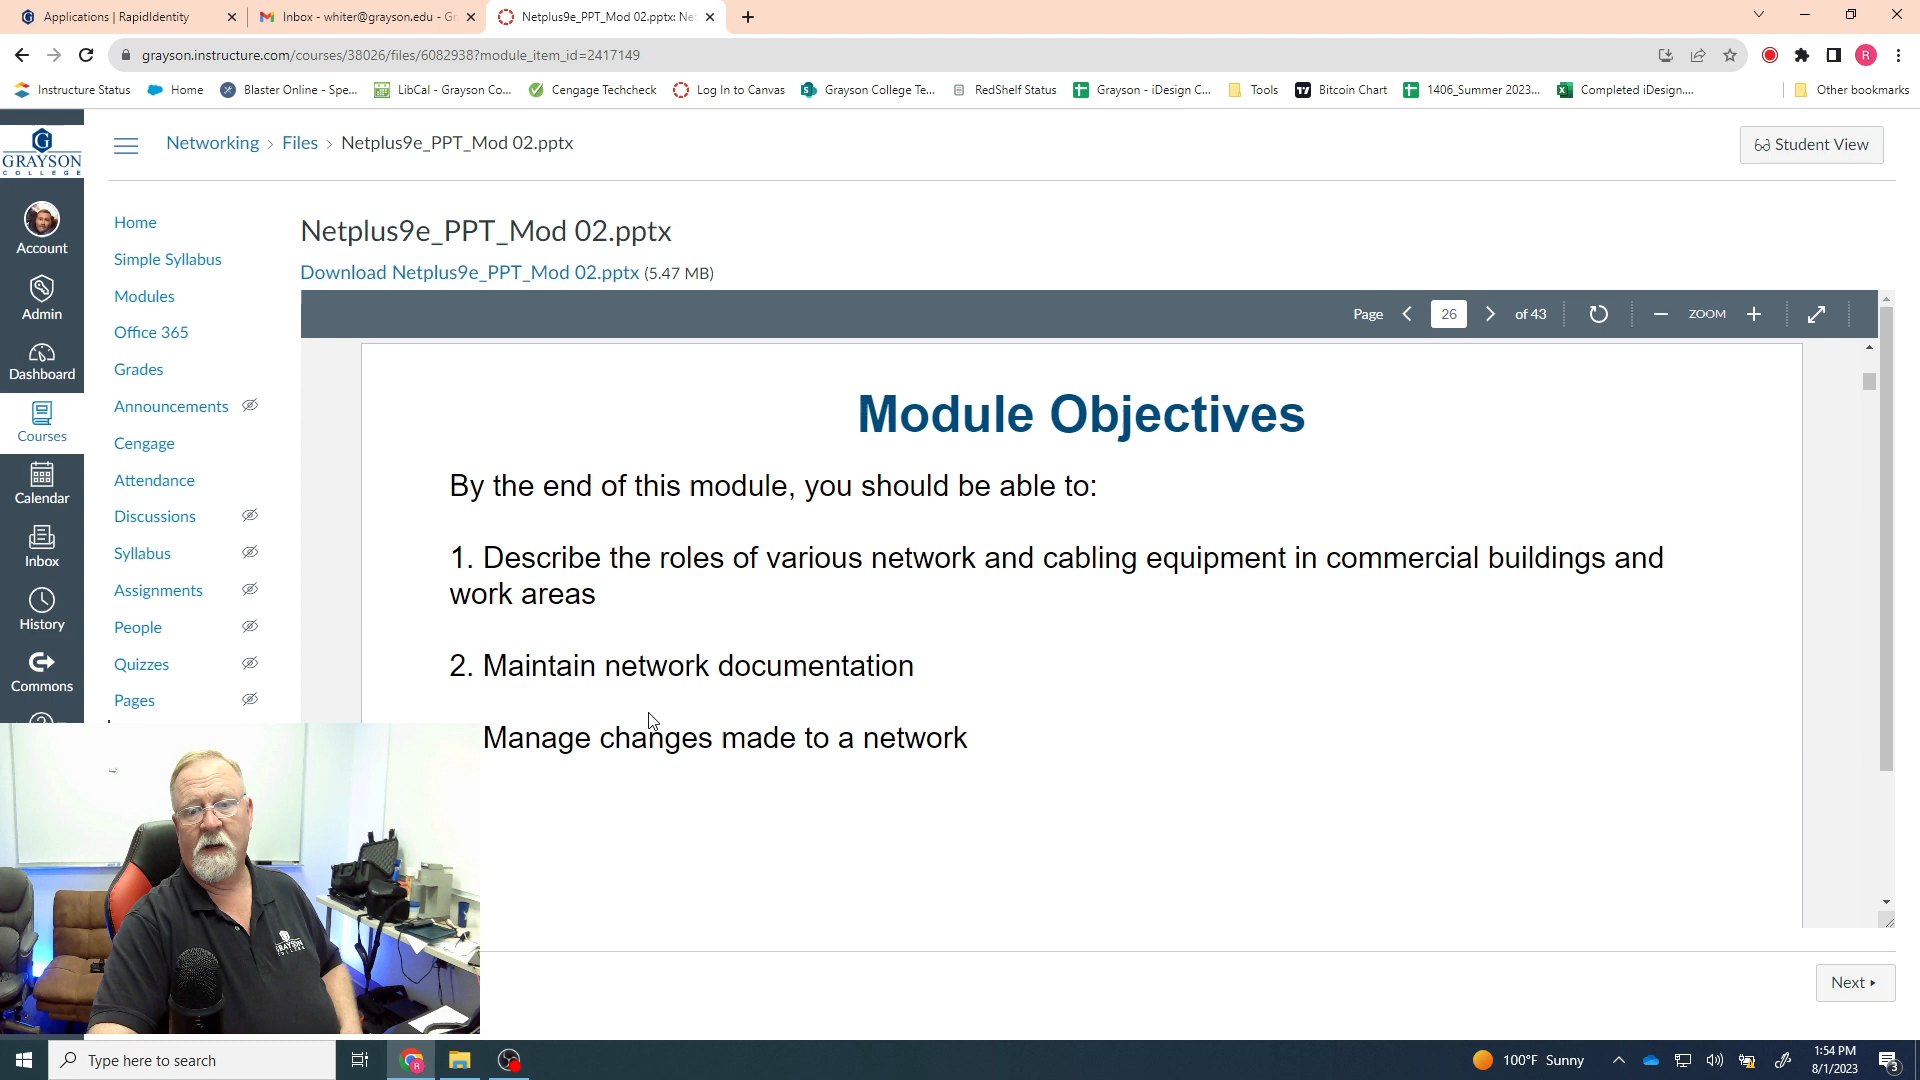 Applications | RapidIdentity
Inbox - whiter@grayson.edu - Gr
Netplus9e_PPT_Mod 02.pptx: Net
grayson.instructure.com/courses/38026/files/6082938?module_item_id=2417149
R
Instructure Status
Home
Blaster Online - Spe...
LibCal - Grayson Co...
Cengage Techcheck
Log In to Canvas
Grayson College Te...
RedShelf Status
Grayson - iDesign C...
Tools
Bitcoin Chart
1406_Summer 2023...
Completed iDesign....
Other bookmarks
GRAYSON
COLLEGE
Networking › Files › Netplus9e_PPT_Mod 02.pptx
Student View
Account
Admin
Dashboard
Courses
Calendar
Inbox
History
Commons
Home
Simple Syllabus
Modules
Office 365
Grades
Announcements
Cengage
Attendance
Discussions
Syllabus
Assignments
People
Quizzes
Pages
Netplus9e_PPT_Mod 02.pptx
Download Netplus9e_PPT_Mod 02.pptx (5.47 MB)
Page 26 of 43
ZOOM
Module Objectives
By the end of this module, you should be able to:
1. Describe the roles of various network and cabling equipment in commercial buildings and
work areas
2. Maintain network documentation
Manage changes made to a network
GRAYSON
Next
Type here to search
100°F Sunny
1:54 PM
8/1/2023
3